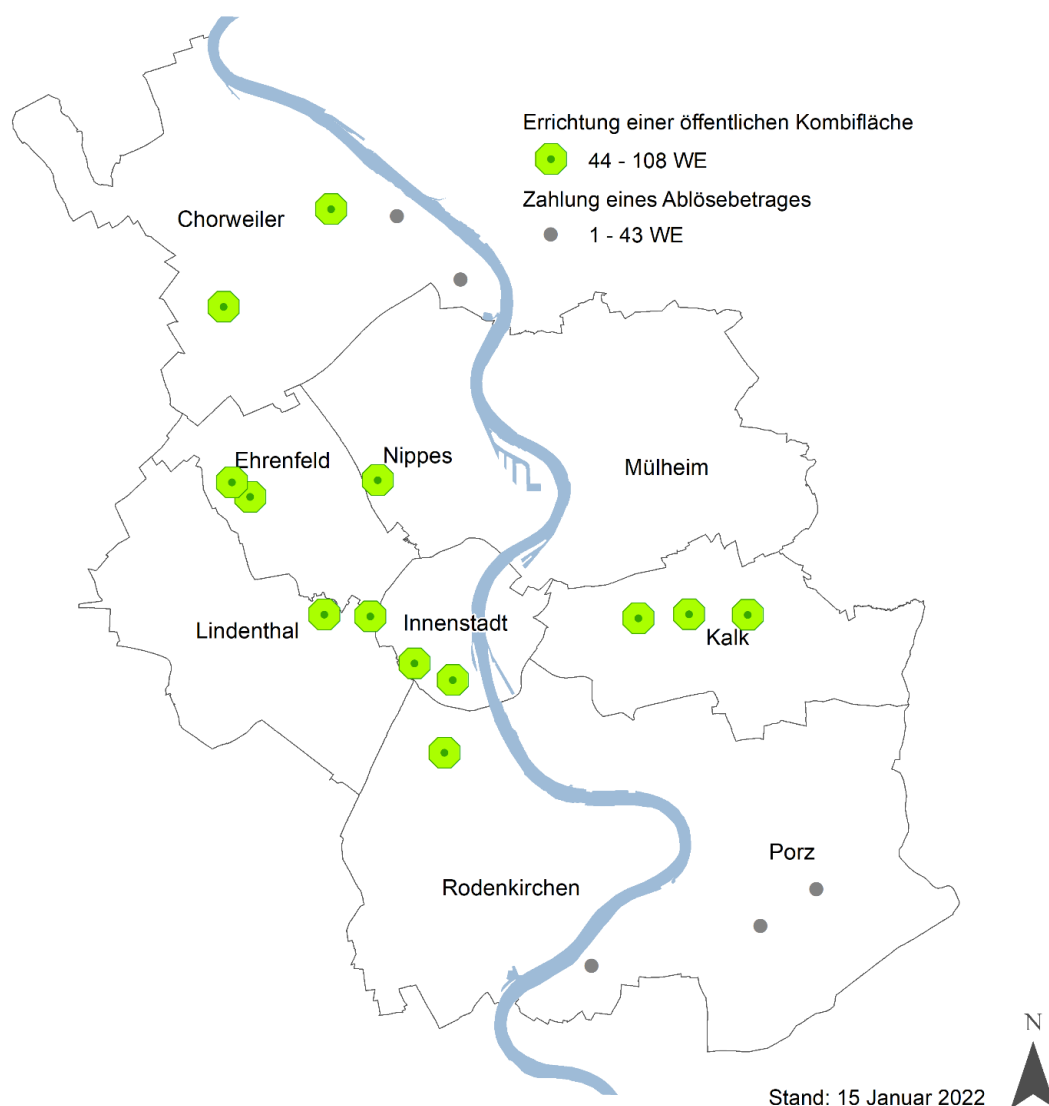 Errichtung einer öffentlichen Kombifläche
44 - 108 WE
Zahlung eines Ablösebetrages
1 - 43 WE
Chorweiler
Ehrenfeld
Nippes
Mülheim
Lindenthal
Innenstadt
Kalk
Porz
Rodenkirchen
N
Stand: 15 Januar 2022